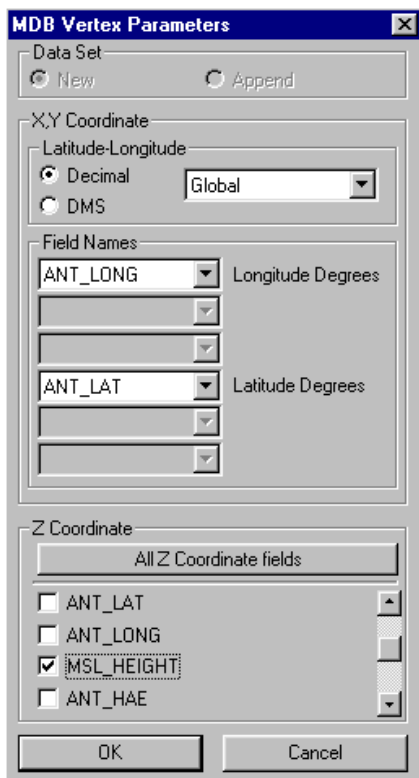 MDB Vertex Parameters
Data Set
New Append
X,Y Coordinate
Latitude-Longitude
Decimal
Global
DMS
Field Names
ANT_LONG Longitude Degrees
ANT_LAT Latitude Degrees
Z Coordinate
All Z Coordinate fields
ANT_LAT
ANT_LONG
MSL_HEIGHT
ANT_HAE
OK Cancel